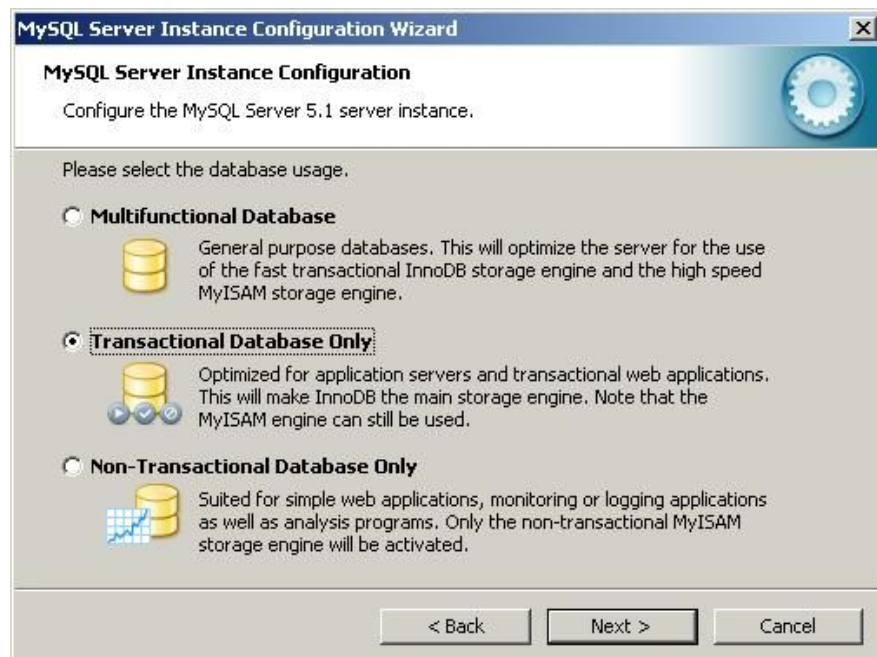 MySQL Server Instance Configuration Wizard
MySQL Server Instance Configuration
Configure the MySQL Server 5.1 server instance.
Please select the database usage.
Multifunctional Database
General purpose databases. This will optimize the server for the use
of the fast transactional InnoDB storage engine and the high speed
MyISAM storage engine.
Transactional Database Only
Optimized for application servers and transactional web applications.
This will make InnoDB the main storage engine. Note that the
MyISAM engine can still be used.
Non-Transactional Database Only
Suited for simple web applications, monitoring or logging applications
as well as analysis programs. Only the non-transactional MyISAM
storage engine will be activated.
< Back Next > Cancel